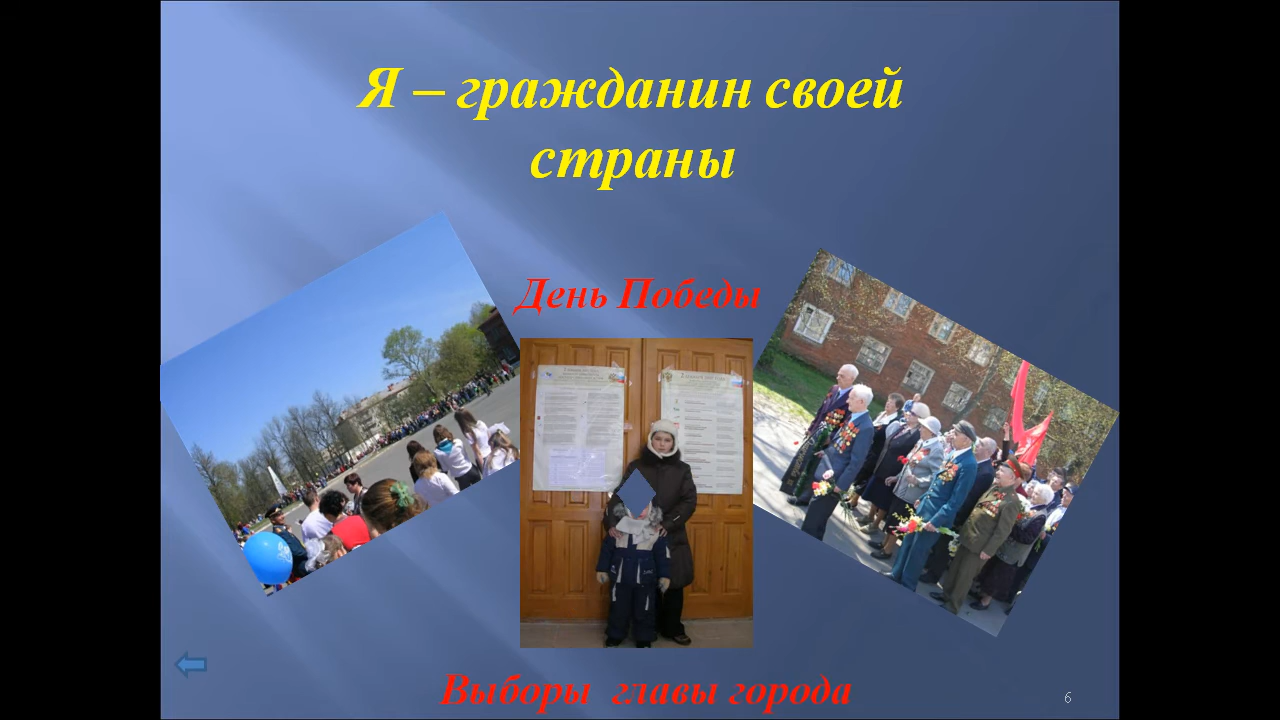 Я – гражданин своей
страны
День Победы
Выборы главы города
6